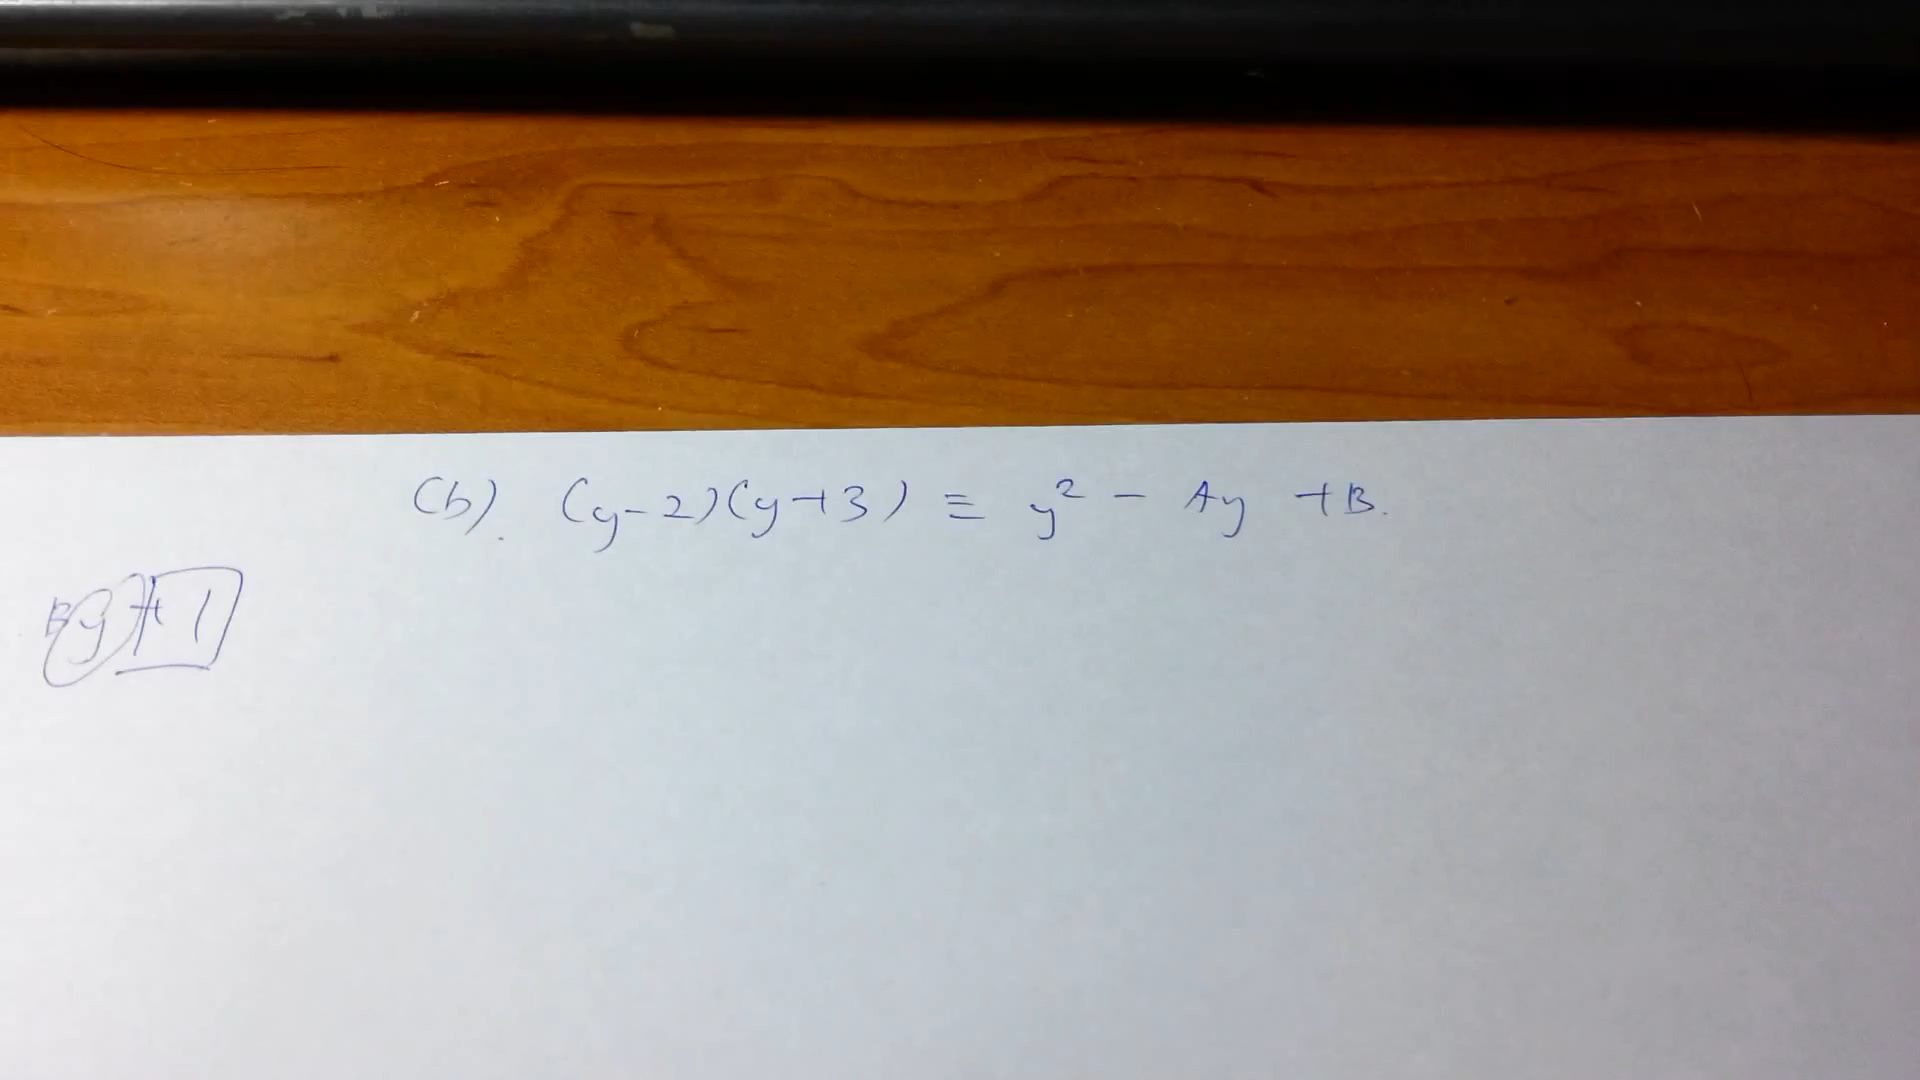 (b). (y-2)(y+3) ≡ y² - Ay +B.